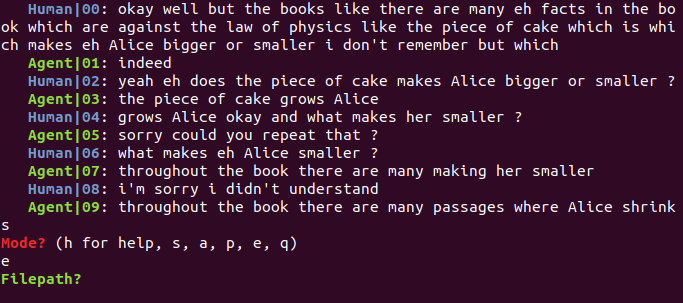 Human|00: okay well but the books like there are many eh facts in the bo
ok which are against the law of physics like the piece of cake which is whi
ch makes eh Alice bigger or smaller i don't remember but which
Agent|01: indeed
Human|02: yeah eh does the piece of cake makes Alice bigger or smaller ?
Agent|03: the piece of cake grows Alice
Human|04: grows Alice okay and what makes her smaller ?
Agent|05: sorry could you repeat that ?
Human|06: what makes eh Alice smaller ?
Agent|07: throughout the book there are many making her smaller
Human|08: i'm sorry i didn't understand
Agent|09: throughout the book there are many passages where Alice shrink
s
Mode? (h for help, s, a, p, e, q)
e
Filepath?